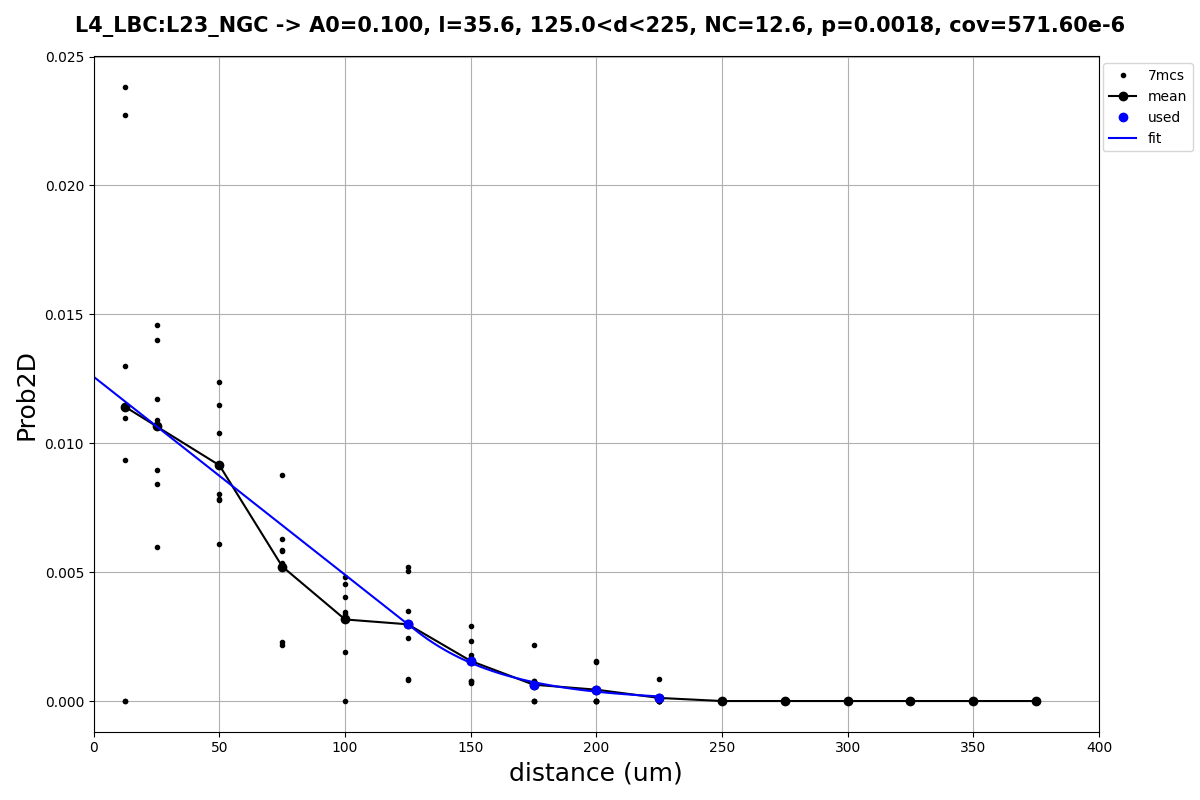 L4_LBC:L23_NGC -> A0=0.100, l=35.6, 125.0<d<225, NC=12.6, p=0.0018, cov=571.60e-6
0.025
0.020
0.015
0.010
0.005
0.000
Prob2D
0 50 100 150 200 250 300 350 400
distance (um)
7mcs
mean
used
fit